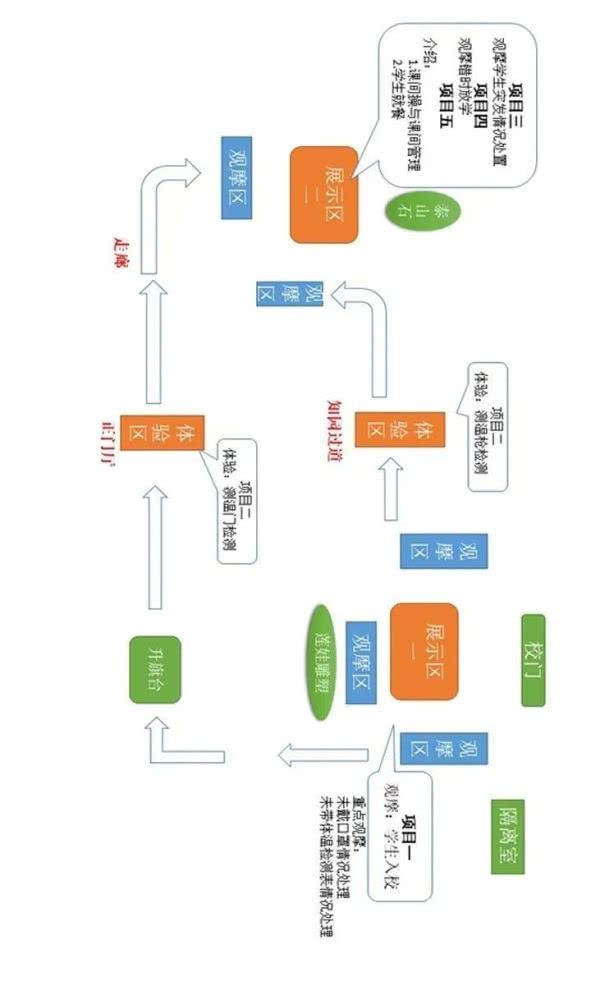 校门
隔离室
项目三
观摩学生突发情况处置
项目四
观摩错时放学
项目五
介绍：
1.课间操与课间管理
2.学生就餐
泰山
石
展示区
二
观摩区
项目二
体验：测温枪检测
体验
区
知园过道
观摩
区
观摩
区
展示区
一
观摩区
莲娃雕塑
观摩
区
项目一
观摩：学生入校
重点观摩：
未戴口罩情况处理
未带体温检测表情况处理
项目二
体验：测温门检测
体验
区
正门厅
走廊
升旗台